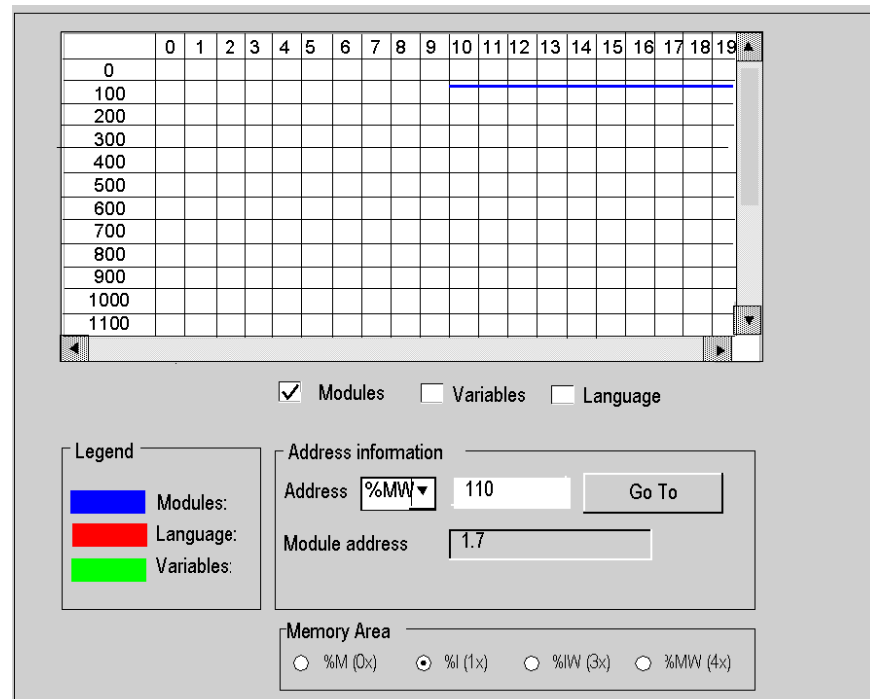 0 1 2 3 4 5 6 7 8 9 10 11 12 13 14 15 16 17 18 19
0
100
200
300
400
500
600
700
800
900
1000
1100
Modules Variables Language
Legend
Modules:
Language:
Variables:
Address information
Address %MW 110 Go To
Module address 1.7
Memory Area
%M (0x) %I (1x) %IW (3x) %MW (4x)